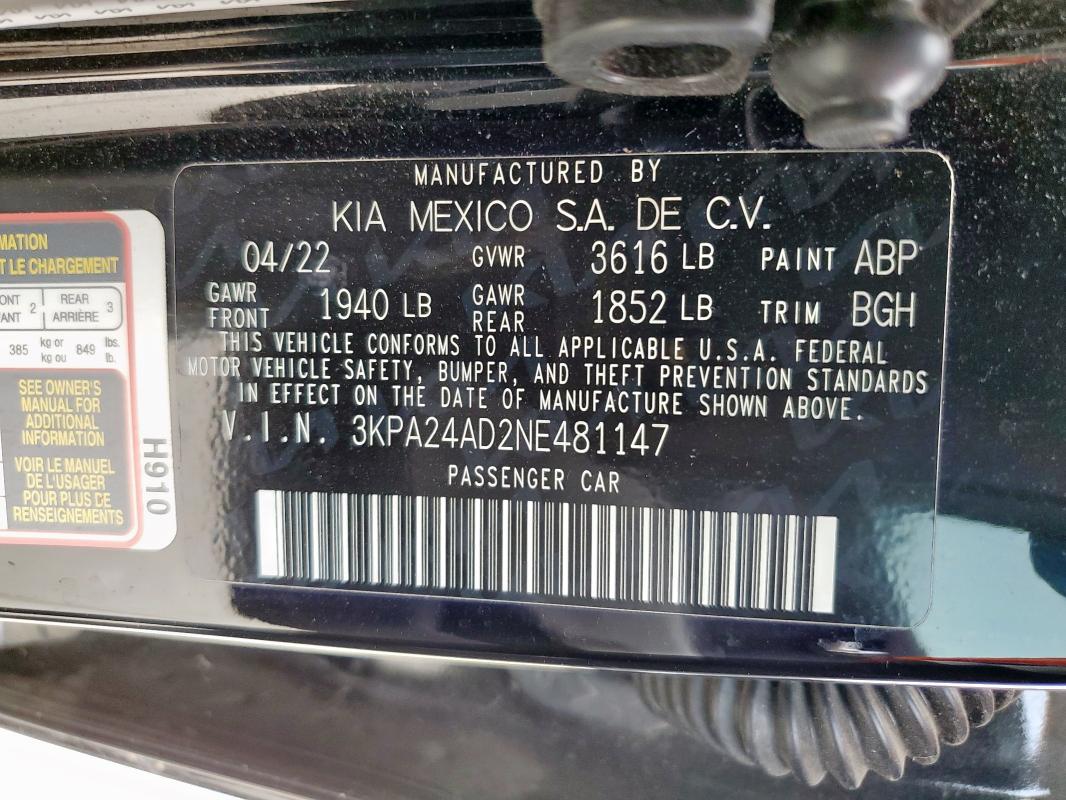 MANUFACTURED BY
KIA MEXICO S.A. DE C.V.
04/22 GVWR 3616 LB PAINT ABP
GAWR FRONT 1940 LB GAWR REAR 1852 LB TRIM BGH
THIS VEHICLE CONFORMS TO ALL APPLICABLE U.S.A. FEDERAL
MOTOR VEHICLE SAFETY, BUMPER, AND THEFT PREVENTION STANDARDS
IN EFFECT ON THE DATE OF MANUFACTURE SHOWN ABOVE.
V.I.N. 3KPA24AD2NE481147
PASSENGER CAR
LE CHARGEMENT
2 REAR ARRIÈRE 3
385 kg or kg ou 849 lbs. lb.
SEE OWNER'S
MANUAL FOR
ADDITIONAL
INFORMATION
VOIR LE MANUEL
DE L'USAGER
POUR PLUS DE
RENSEIGNEMENTS
H910